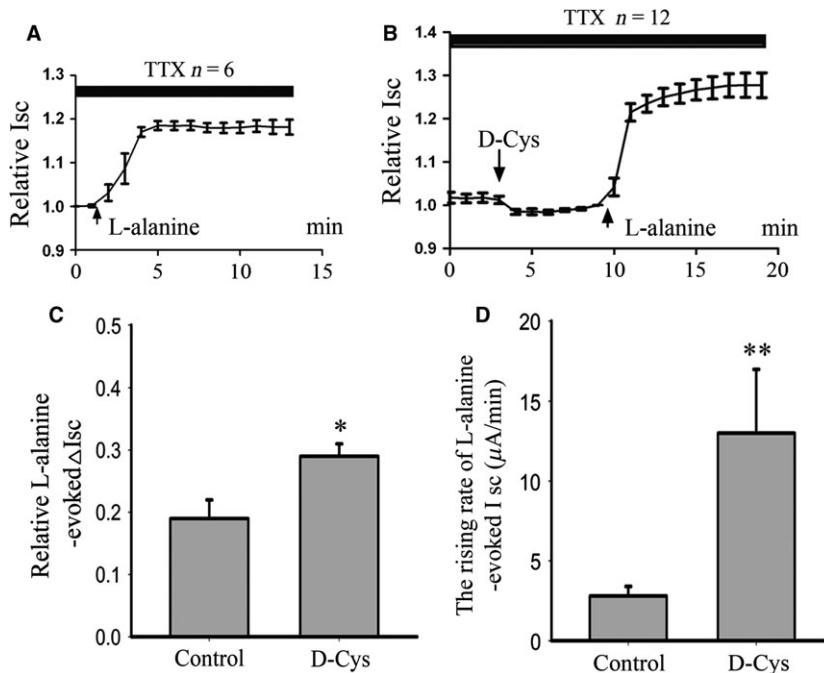 A
TTX n = 6
Relative Isc
1.3
1.2
1.1
1.0
0.9
L-alanine
min
0
5
10
15
B
TTX n = 12
Relative Isc
1.4
1.3
1.2
1.1
1.0
0.9
D-Cys
L-alanine
min
0
5
10
15
20
C
Relative L-alanine
-evoked△Isc
0.5
0.4
0.3
0.2
0.1
0.0
*
Control
D-Cys
D
The rising rate of L-alanine
-evoked I sc (μA/min)
20
15
10
5
0
**
Control
D-Cys